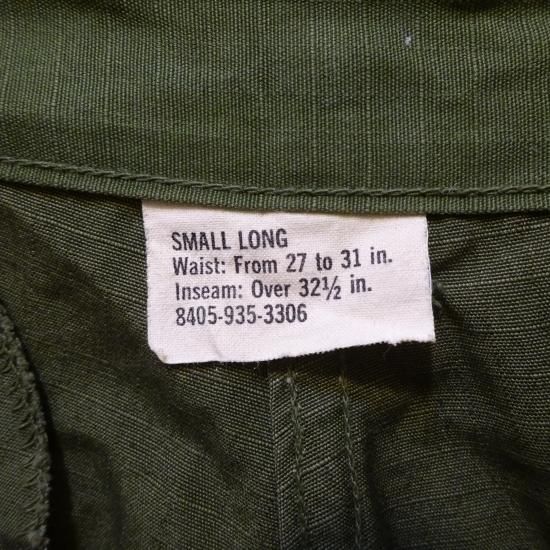 SMALL LONG
Waist: From 27 to 31 in.
Inseam: Over 32½ in.
8405-935-3306